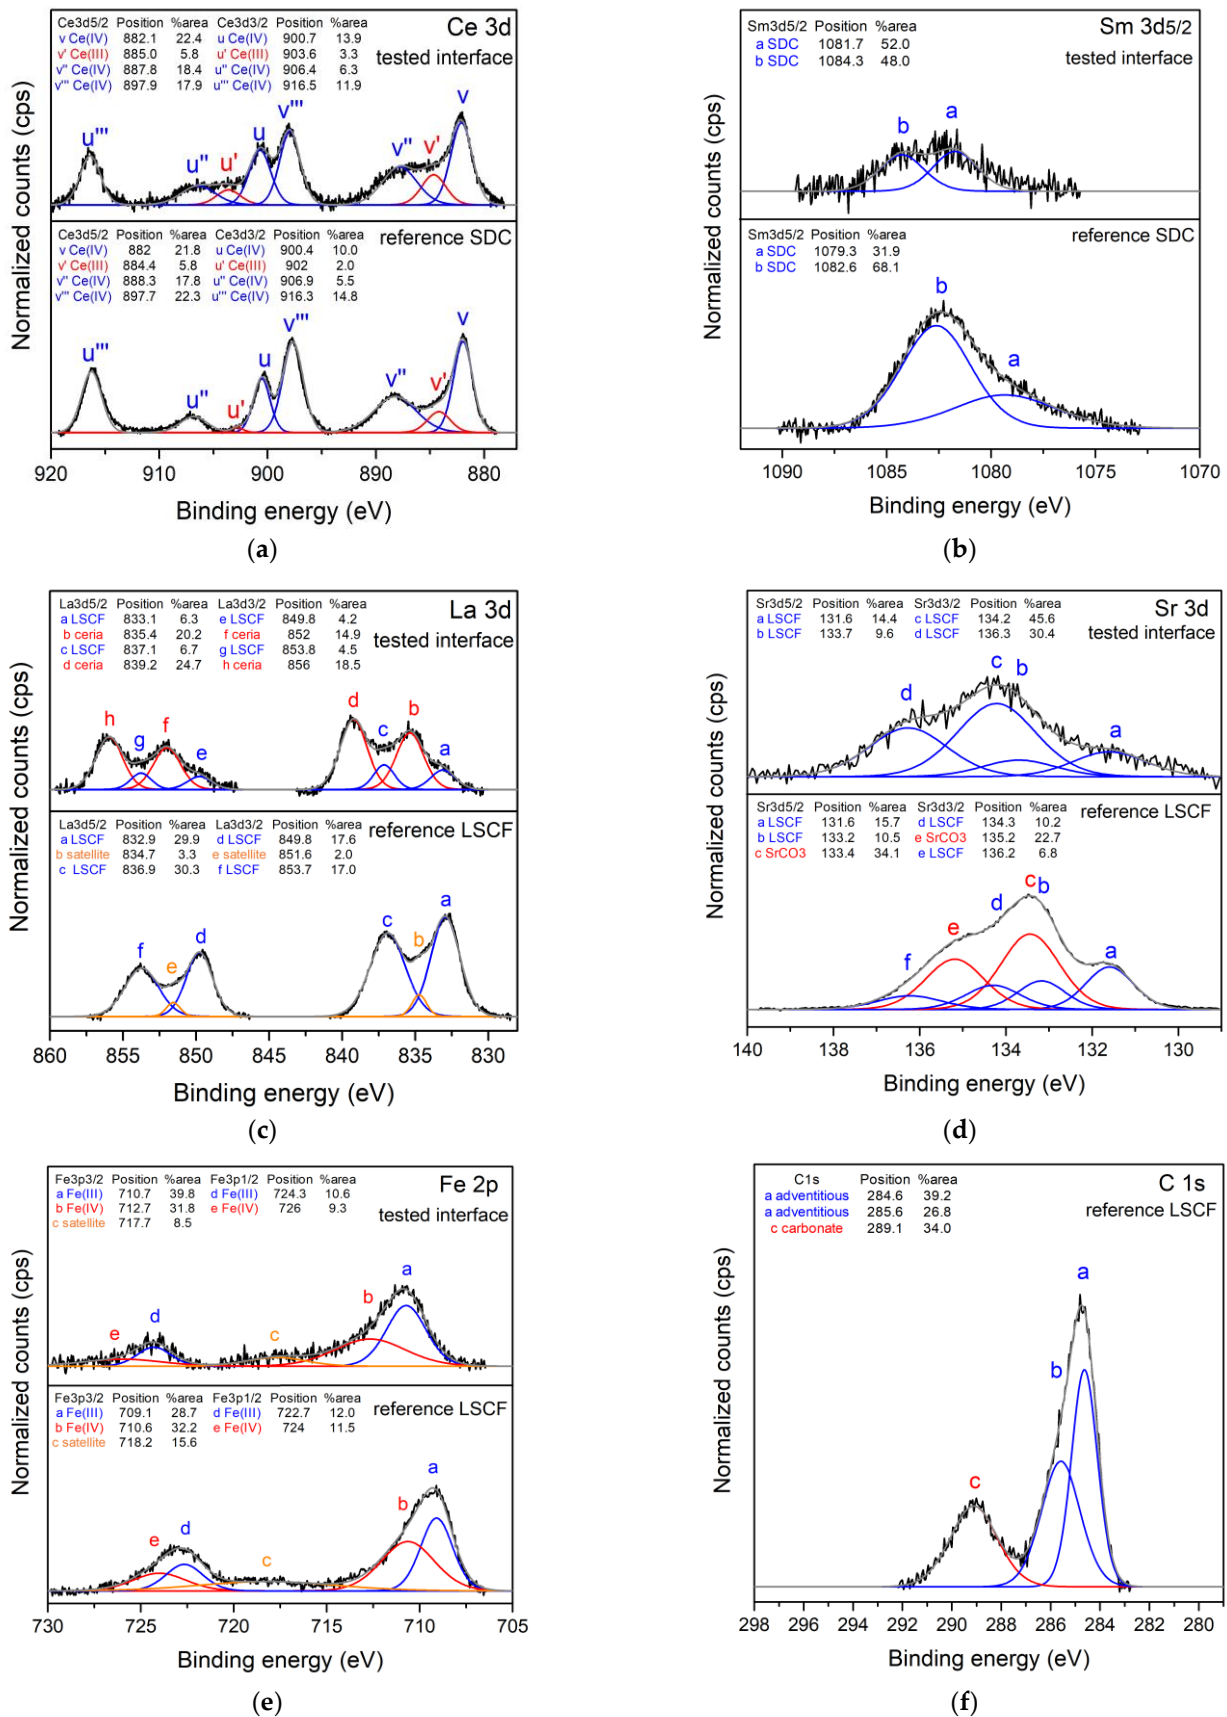 Ce3d5/2 Position %area Ce3d3/2 Position %area
v Ce(IV) 882.1 22.4 u Ce(IV) 900.7 13.9
v' Ce(III) 885.0 5.8 u' Ce(III) 903.6 3.3
v'' Ce(IV) 887.8 18.4 u'' Ce(IV) 906.4 6.3
v''' Ce(IV) 897.9 17.9 u''' Ce(IV) 916.5 11.9
Ce 3d
tested interface
u''' u'' u' u v''' v'' v' v
Ce3d5/2 Position %area Ce3d3/2 Position %area
v Ce(IV) 882 21.8 u Ce(IV) 900.4 10.0
v' Ce(III) 884.4 5.8 u' Ce(III) 902 2.0
v'' Ce(IV) 888.3 17.8 u'' Ce(IV) 906.9 5.5
v''' Ce(IV) 897.7 22.3 u''' Ce(IV) 916.3 14.8
reference SDC
u''' u'' u' u v''' v'' v' v
Normalized counts (cps)
920 910 900 890 880
Binding energy (eV)
(a)
Sm3d5/2 Position %area
a SDC 1081.7 52.0
b SDC 1084.3 48.0
Sm 3d5/2
tested interface
b a
Sm3d5/2 Position %area
a SDC 1079.3 31.9
b SDC 1082.6 68.1
reference SDC
b a
Normalized counts (cps)
1090 1085 1080 1075 1070
Binding energy (eV)
(b)
La3d5/2 Position %area La3d3/2 Position %area
a LSCF 833.1 6.3 e LSCF 849.8 4.2
b ceria 835.4 20.2 f ceria 852 14.9
c LSCF 837.1 6.7 g LSCF 853.8 4.5
d ceria 839.2 24.7 h ceria 856 18.5
La 3d
tested interface
h g f e d c b a
La3d5/2 Position %area La3d3/2 Position %area
a LSCF 832.9 29.9 d LSCF 849.8 17.6
b satellite 834.7 3.3 e satellite 851.6 2.0
c LSCF 836.9 30.3 f LSCF 853.7 17.0
reference LSCF
f e d c b a
Normalized counts (cps)
860 855 850 845 840 835 830
Binding energy (eV)
(c)
Sr3d5/2 Position %area Sr3d3/2 Position %area
a LSCF 131.6 14.4 c LSCF 134.2 45.6
b LSCF 133.7 9.6 d LSCF 136.3 30.4
Sr 3d
tested interface
d c b a
Sr3d5/2 Position %area Sr3d3/2 Position %area
a LSCF 131.6 15.7 d LSCF 134.3 10.2
b LSCF 133.2 10.5 e SrCO3 135.2 22.7
c SrCO3 133.4 34.1 e LSCF 136.2 6.8
reference LSCF
f e d c b a
Normalized counts (cps)
140 138 136 134 132 130
Binding energy (eV)
(d)
Fe3p3/2 Position %area Fe3p1/2 Position %area
a Fe(III) 710.7 39.8 d Fe(III) 724.3 10.6
b Fe(IV) 712.7 31.8 e Fe(IV) 726 9.3
c satellite 717.7 8.5
Fe 2p
tested interface
e d c b a
Fe3p3/2 Position %area Fe3p1/2 Position %area
a Fe(III) 709.1 28.7 d Fe(III) 722.7 12.0
b Fe(IV) 710.6 32.2 e Fe(IV) 724 11.5
c satellite 718.2 15.6
reference LSCF
e d c b a
Normalized counts (cps)
730 725 720 715 710 705
Binding energy (eV)
(e)
C1s Position %area
a adventitious 284.6 39.2
a adventitious 285.6 26.8
c carbonate 289.1 34.0
C 1s
reference LSCF
c b a
Normalized counts (cps)
298 296 294 292 290 288 286 284 282 280
Binding energy (eV)
(f)